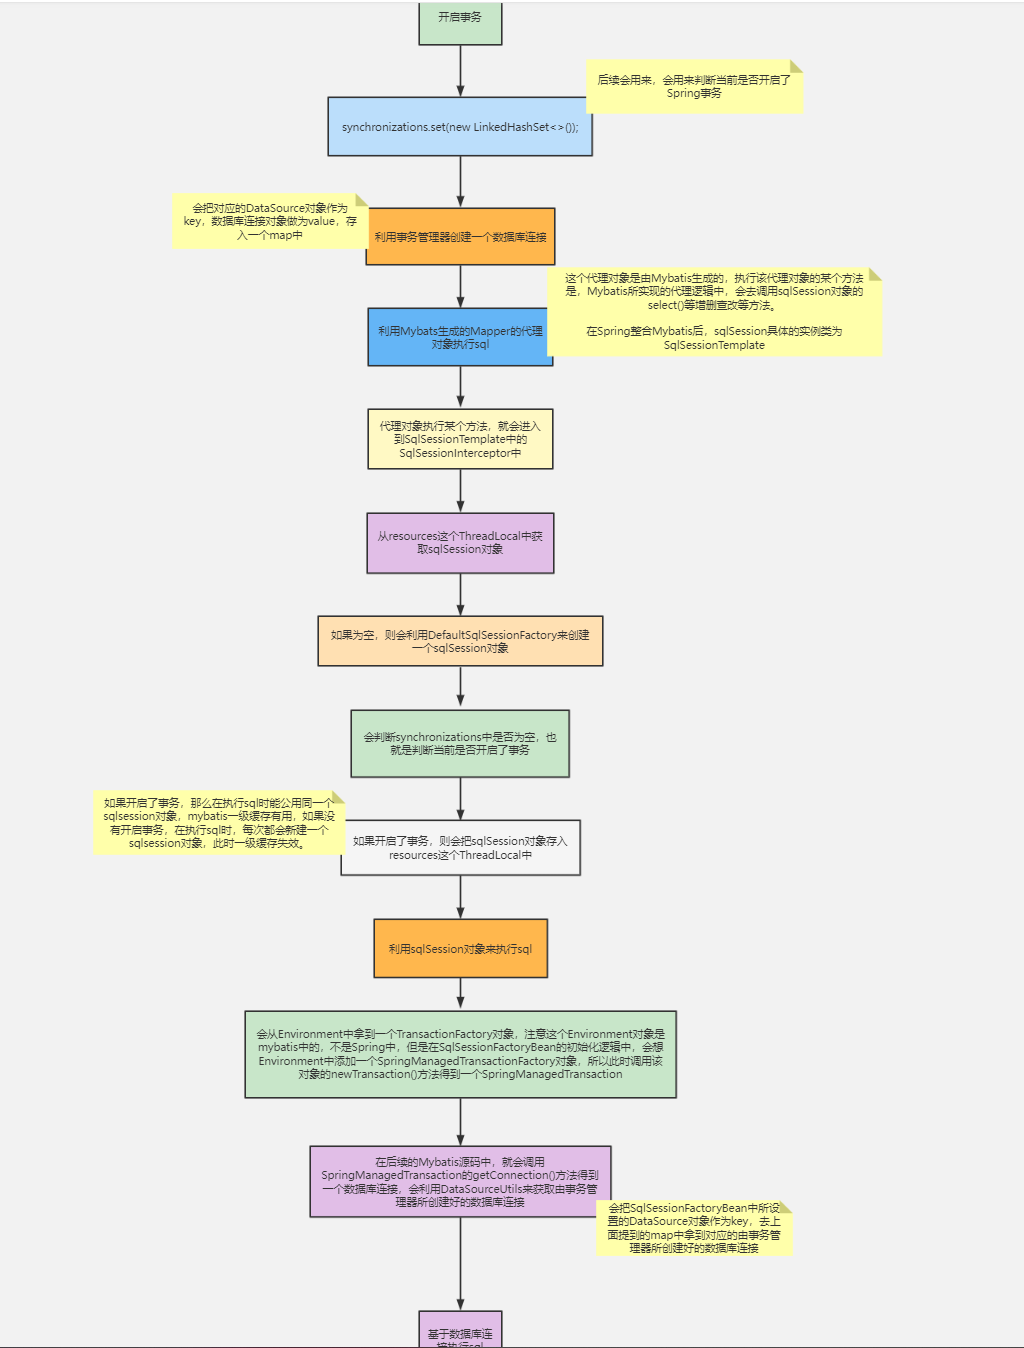 开启事务
后续会用来，会用来判断当前是否开启了
Spring事务
synchronizations.set(new LinkedHashSet<>());
会把对应的DataSource对象作为
key，数据库连接对象做为value，存
入一个map中
利用事务管理器创建一个数据库连接
这个代理对象是由Mybatis生成的，执行该代理对象的某个方法
是，Mybatis所实现的代理逻辑中，会去调用sqlSession对象的
select()等增删查改等方法。
在Spring整合Mybatis后，sqlSession具体的实例类为
SqlSessionTemplate
利用Mybats生成的Mapper的代理
对象执行sql
代理对象执行某个方法，就会进入
到SqlSessionTemplate中的
SqlSessionInterceptor中
从resources这个ThreadLocal中获
取sqlSession对象
如果为空，则会利用DefaultSqlSessionFactory来创建
一个sqlSession对象
会判断synchronizations中是否为空，也
就是判断当前是否开启了事务
如果开启了事务，那么在执行sql时能公用同一个
sqlsession对象，mybatis一级缓存有用，如果没
有开启事务，在执行sql时，每次都会新建一个
sqlsession对象，此时一级缓存失效。
如果开启了事务，则会把sqlSession对象存入
resources这个ThreadLocal中
利用sqlSession对象来执行sql
会从Environment中拿到一个TransactionFactory对象，注意这个Environment对象是
mybatis中的，不是Spring中，但是在SqlSessionFactoryBean的初始化逻辑中，会想
Environment中添加一个SpringManagedTransactionFactory对象，所以此时调用该
对象的newTransaction()方法得到一个SpringManagedTransaction
在后续的Mybatis源码中，就会调用
SpringManagedTransaction的getConnection()方法得到
一个数据库连接，会利用DataSourceUtils来获取由事务管
理器所创建好的数据库连接
会把SqlSessionFactoryBean中所设
置的DataSource对象作为key，去上
面提到的map中拿到对应的由事务管
理器所创建好的数据库连接
基于数据库连
接执行sql